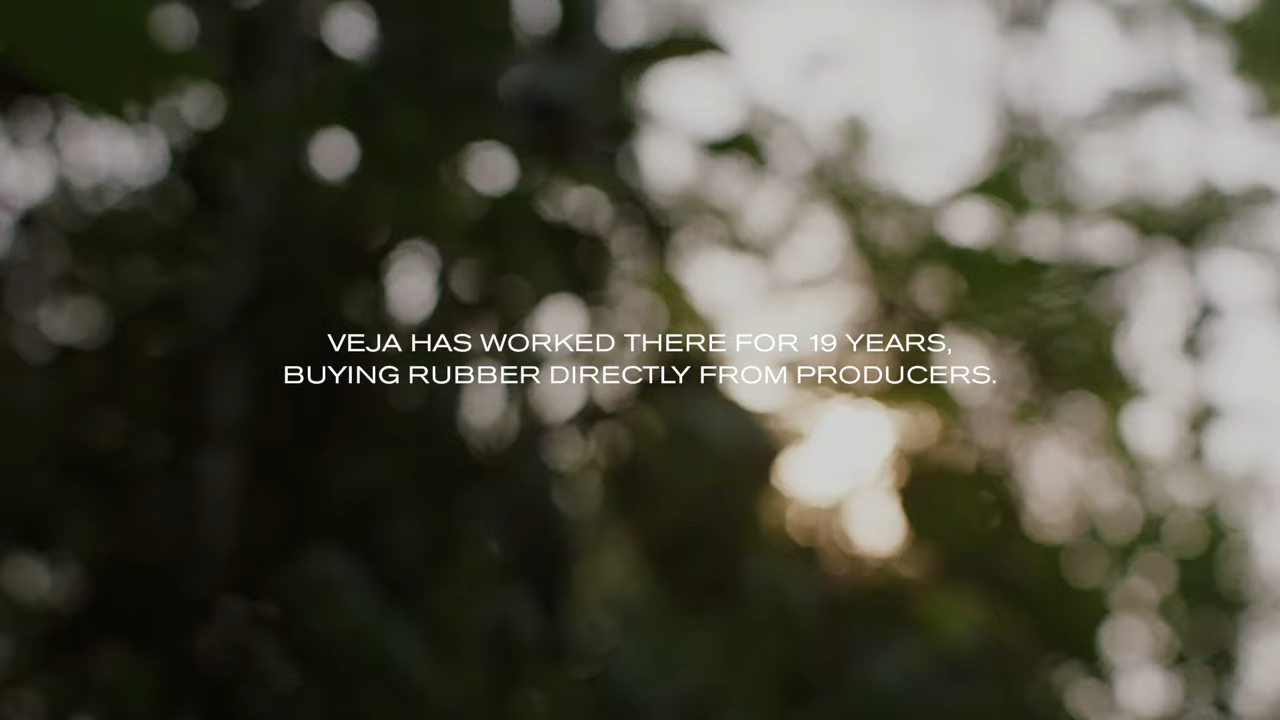 VEJA HAS WORKED THERE FOR 19 YEARS,
BUYING RUBBER DIRECTLY FROM PRODUCERS.